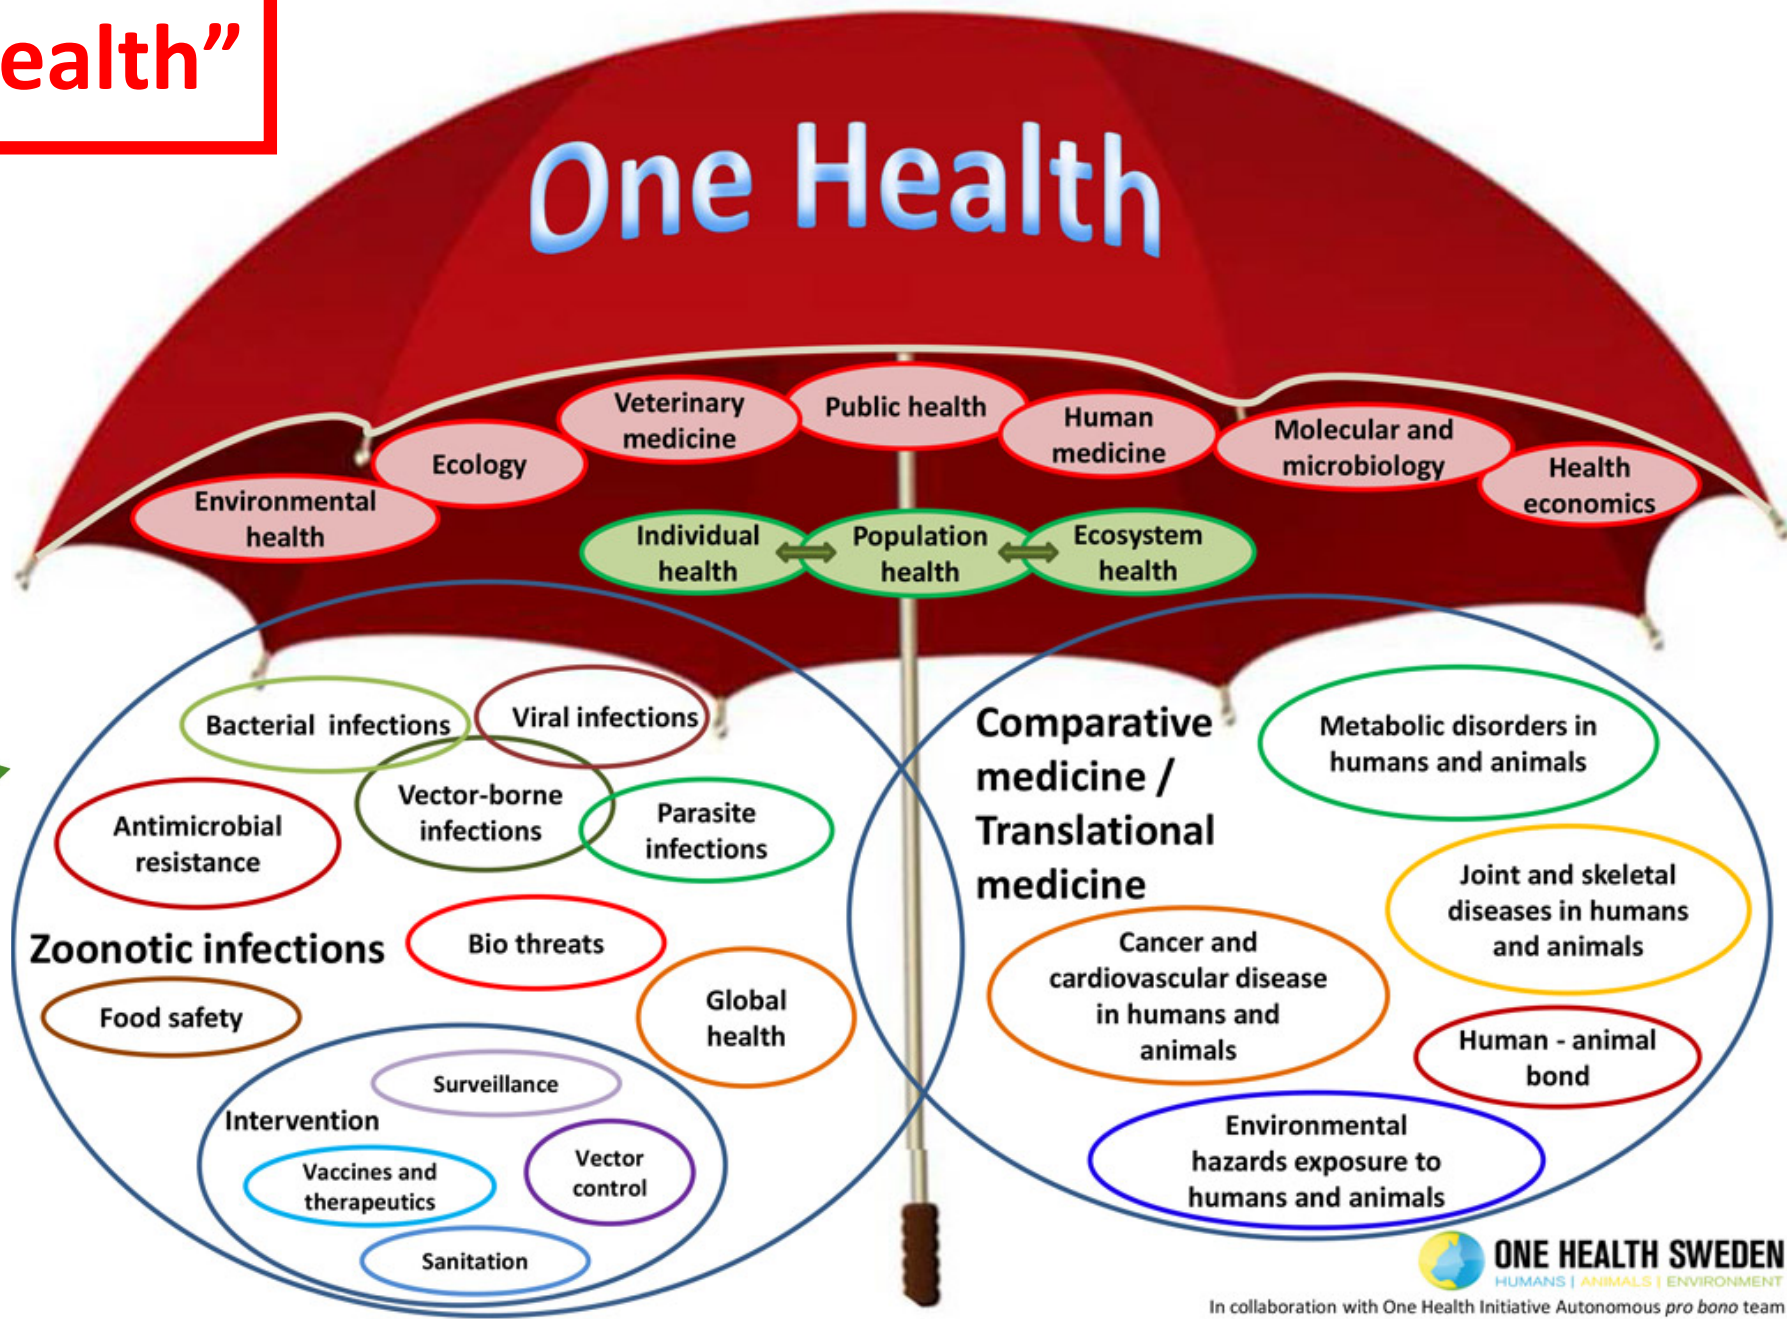 ealth”
One Health
Public health
Veterinary
medicine
Human
medicine
Molecular and
microbiology
Ecology
Health
economics
Environmental
health
Individual
health
Population
health
Ecosystem
health
Bacterial infections
Viral infections
Vector-borne
infections
Parasite
infections
Antimicrobial
resistance
Zoonotic infections
Bio threats
Food safety
Global
health
Surveillance
Intervention
Vaccines and
therapeutics
Vector
control
Sanitation
Comparative
medicine /
Translational
medicine
Metabolic disorders in
humans and animals
Joint and skeletal
diseases in humans
and animals
Cancer and
cardiovascular disease
in humans and
animals
Human - animal
bond
Environmental
hazards exposure to
humans and animals
ONE HEALTH SWEDEN
HUMANS | ANIMALS | ENVIRONMENT
In collaboration with One Health Initiative Autonomous pro bono team